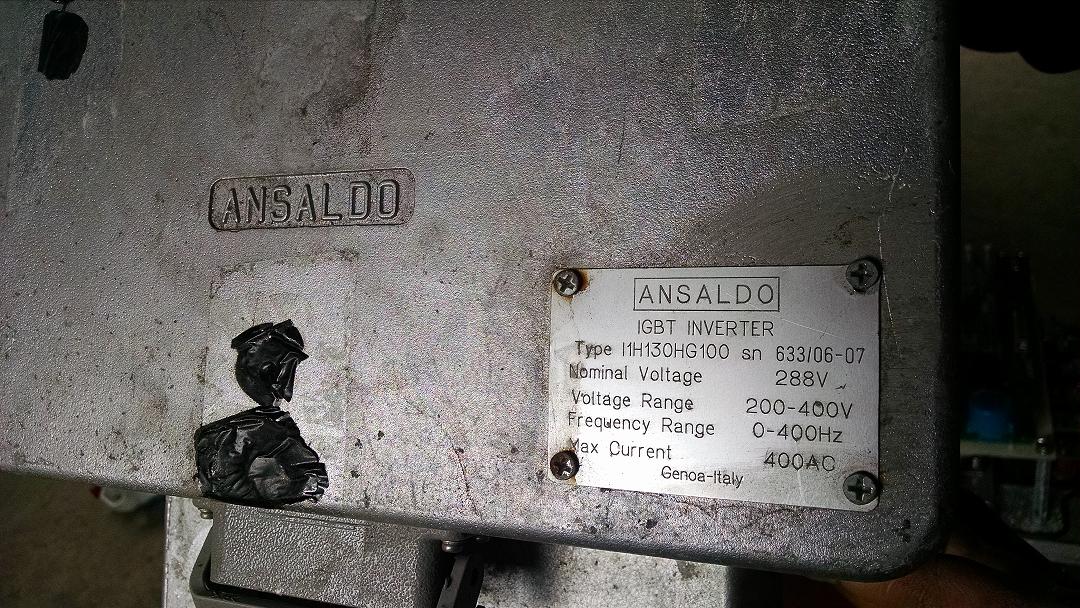 ANSALDO
ANSALDO
IGBT INVERTER
Type I1H130HG100 sn 633/06-07
Nominal Voltage 288V
Voltage Range 200-400V
Frequency Range 0-400Hz
Max Current 400AC
Genoa-Italy